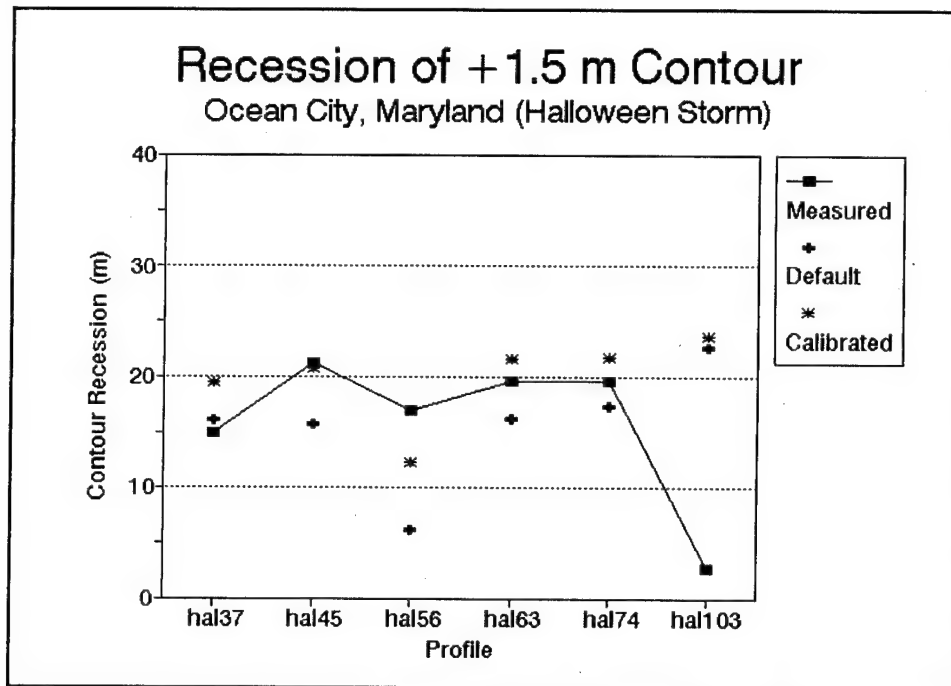 Recession of +1.5 m Contour
Ocean City, Maryland (Halloween Storm)
Contour Recession (m)
40
30
20
10
0
hal37 hal45 hal56 hal63 hal74 hal103
Profile
Measured
Default
Calibrated